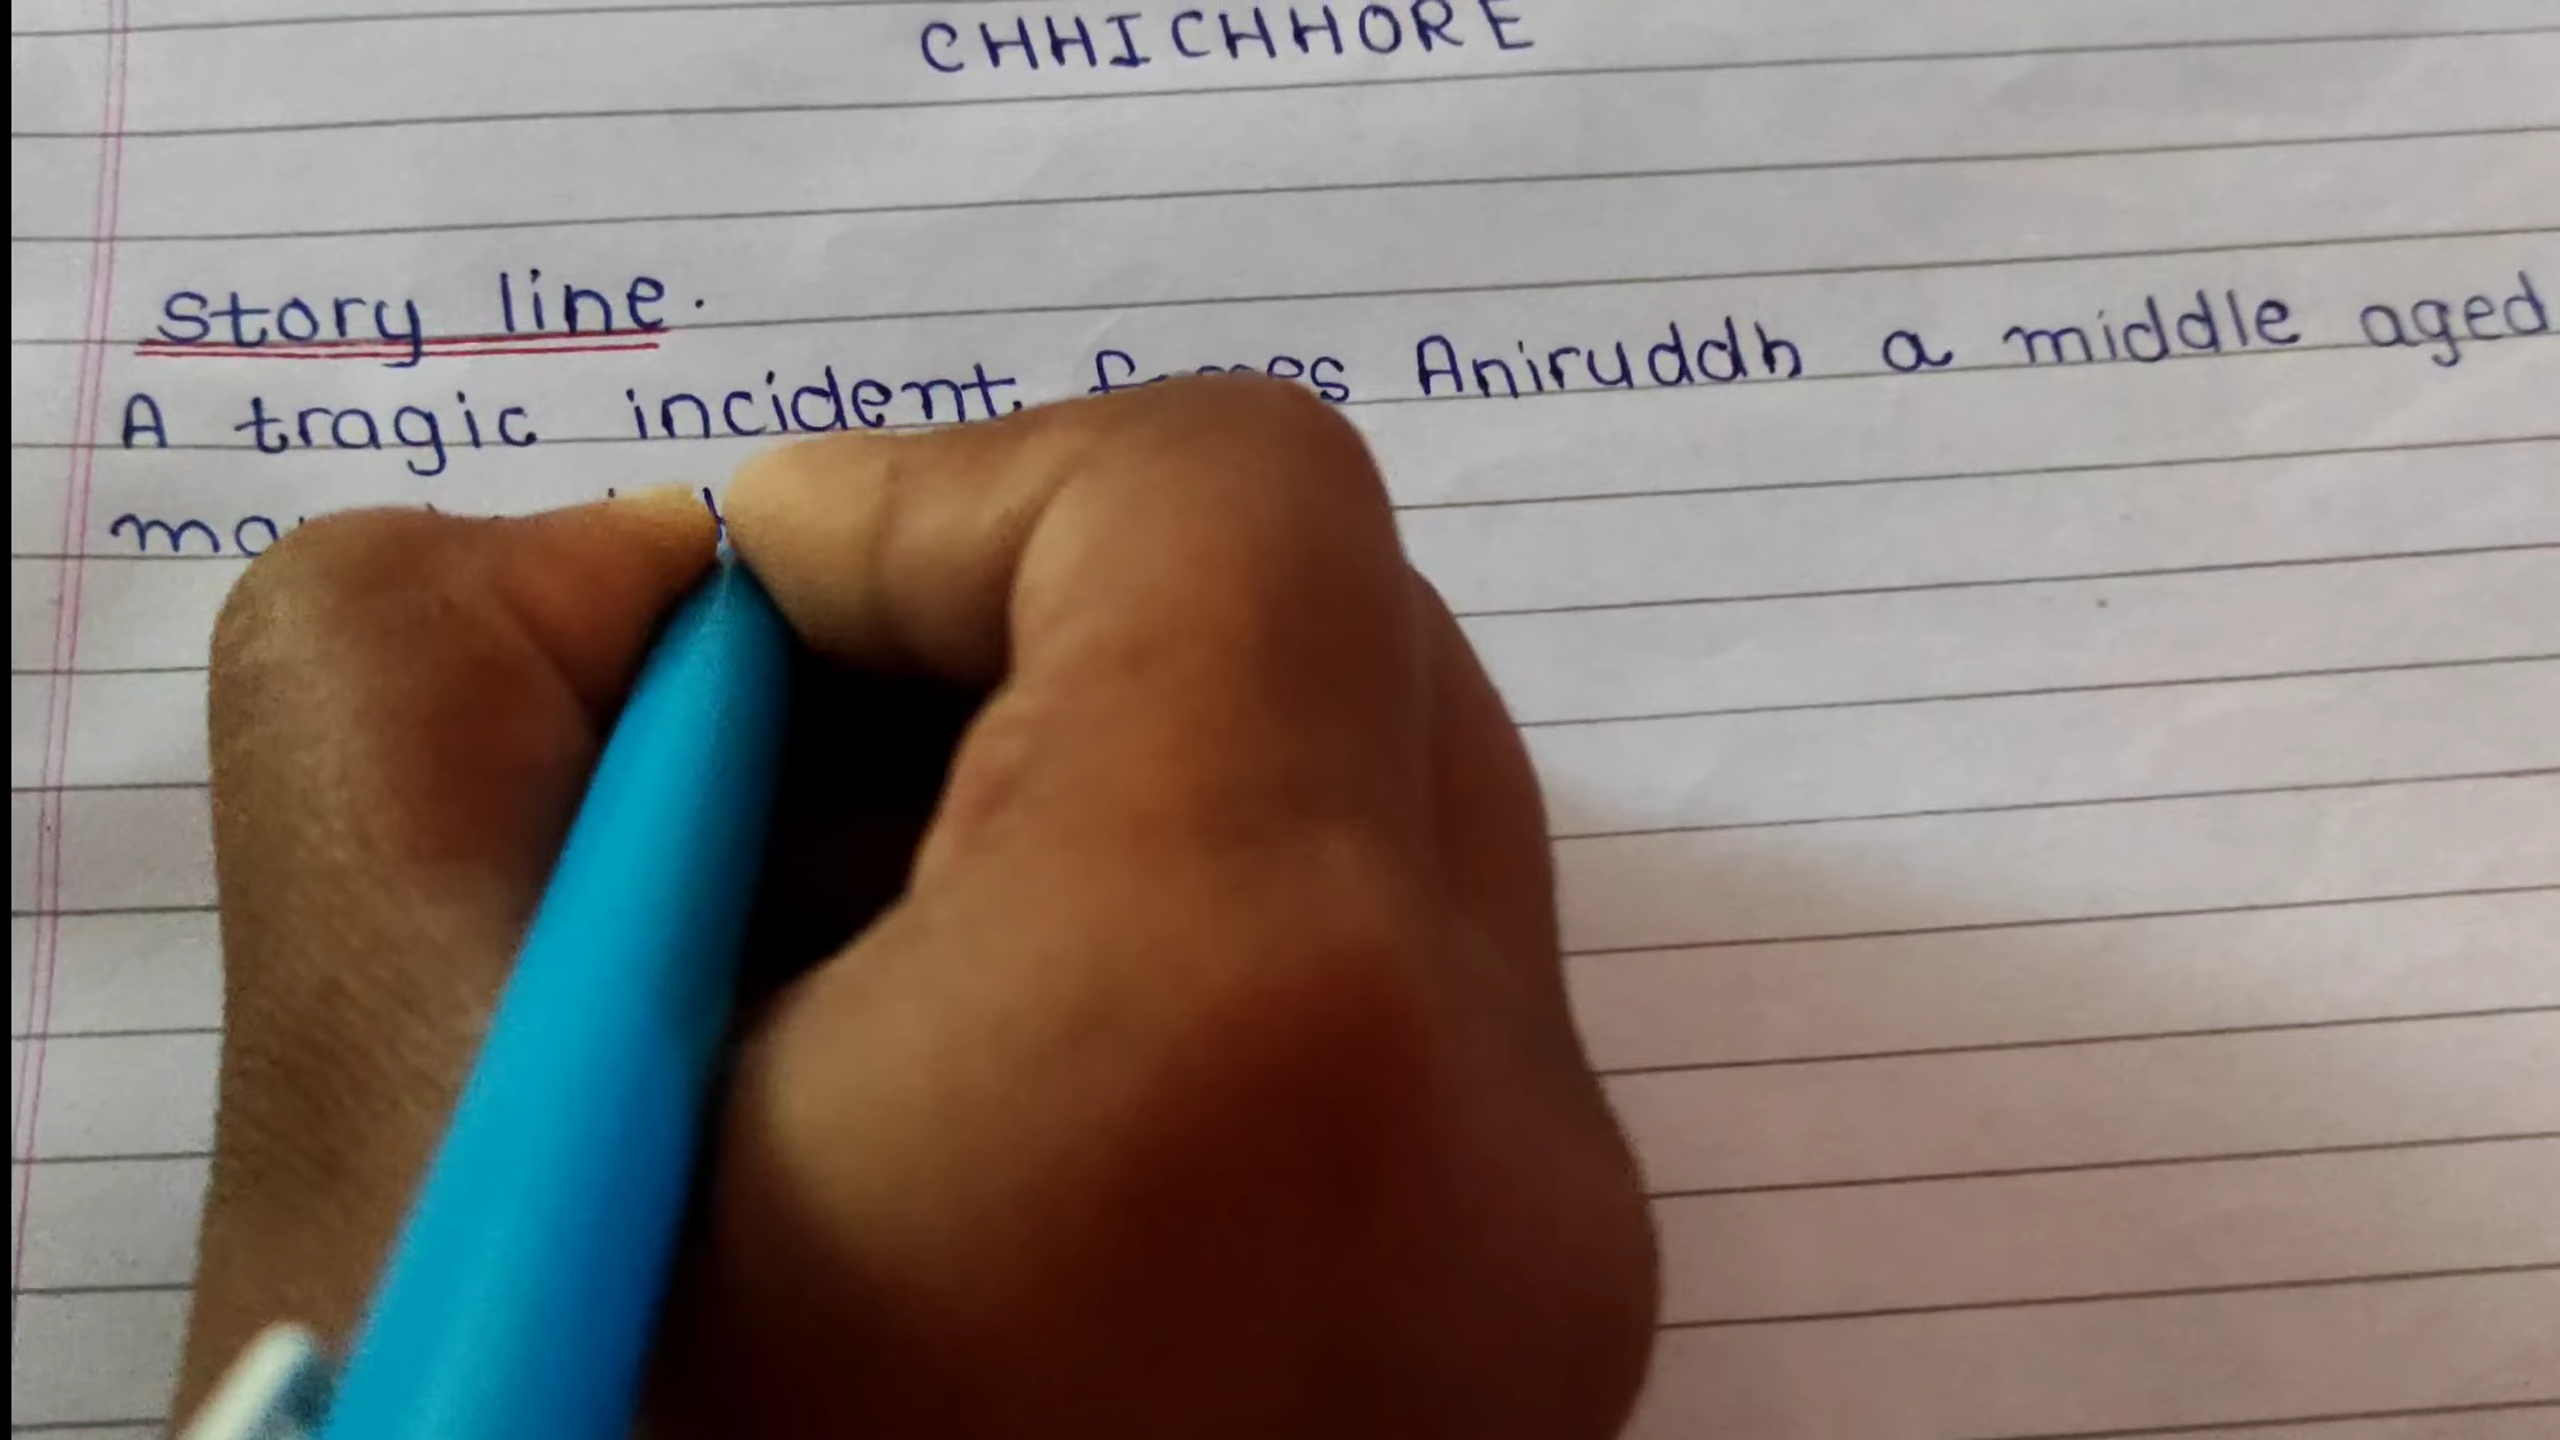 CHHICHHORE
Story line.
A tragic incident Aniruddh a middle aged